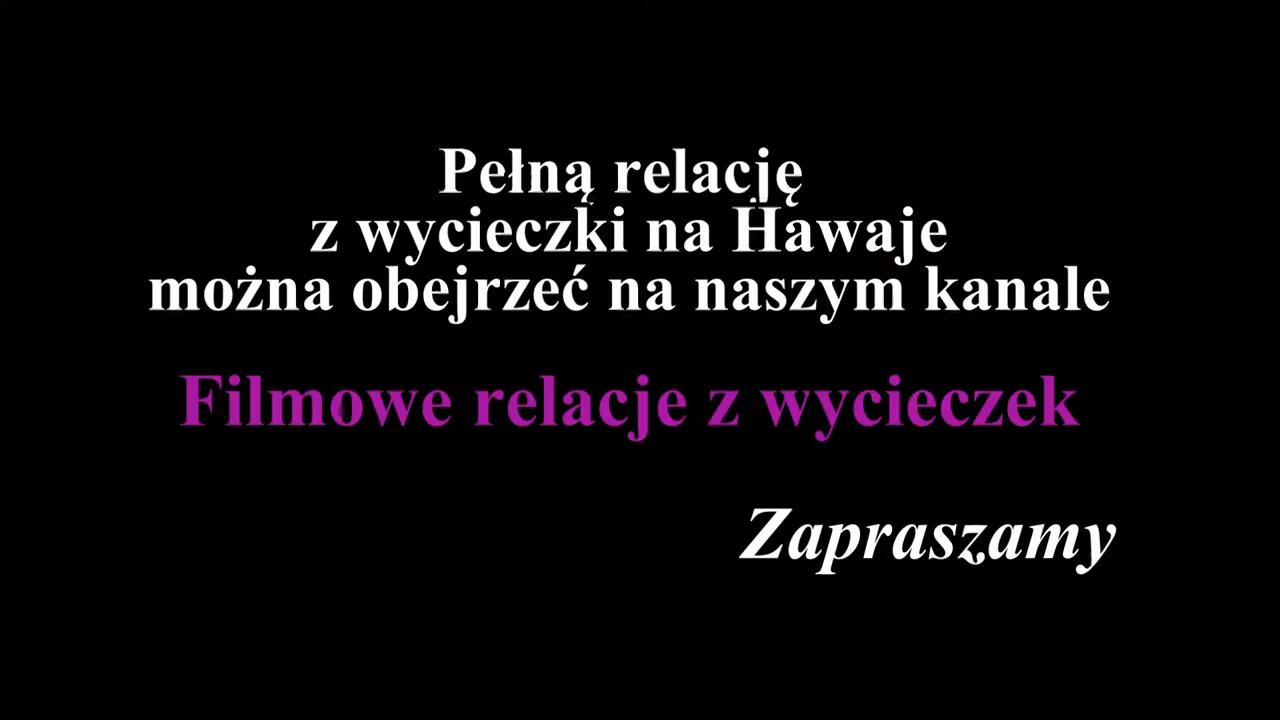 Pełną relację
z wycieczki na Hawaje
można obejrzeć na naszym kanale
Filmowe relacje z wycieczek
Zapraszamy